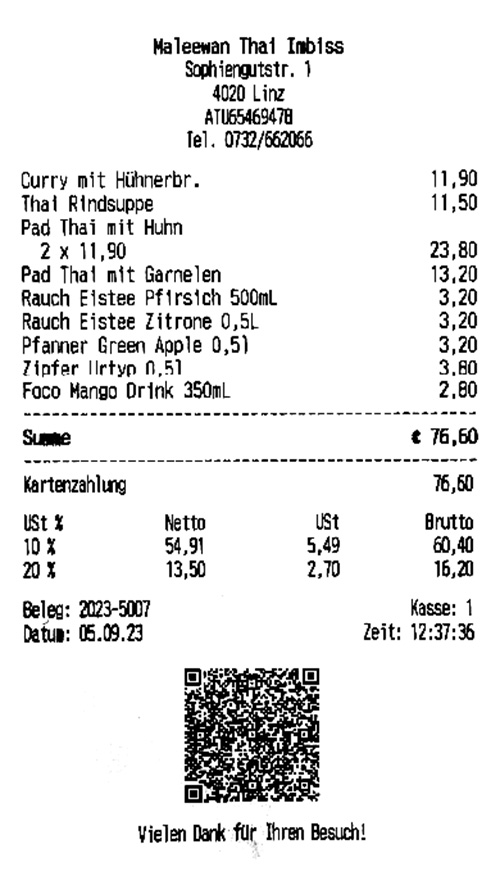 Maleewan Thai Imbiss
Sophiengutstr. 1
4020 Linz
ATU65469478
Tel. 0732/662066
Curry mit Hühnerbr. 11,90
Thai Rindsuppe 11,50
Pad Thai mit Huhn
2 x 11,90 23,80
Pad Thai mit Garnelen 13,20
Rauch Eistee Pfirsich 500mL 3,20
Rauch Eistee Zitrone 0,5L 3,20
Pfanner Green Apple 0,5l 3,20
Zipfer Urtyp 0,5l 3,80
Foco Mango Drink 350mL 2,80
Summe € 76,60
Kartenzahlung 76,60
USt % Netto USt Brutto
10 % 54,91 5,49 60,40
20 % 13,50 2,70 16,20
Beleg: 2023-5007 Kasse: 1
Datum: 05.09.23 Zeit: 12:37:36
Vielen Dank für Ihren Besuch!